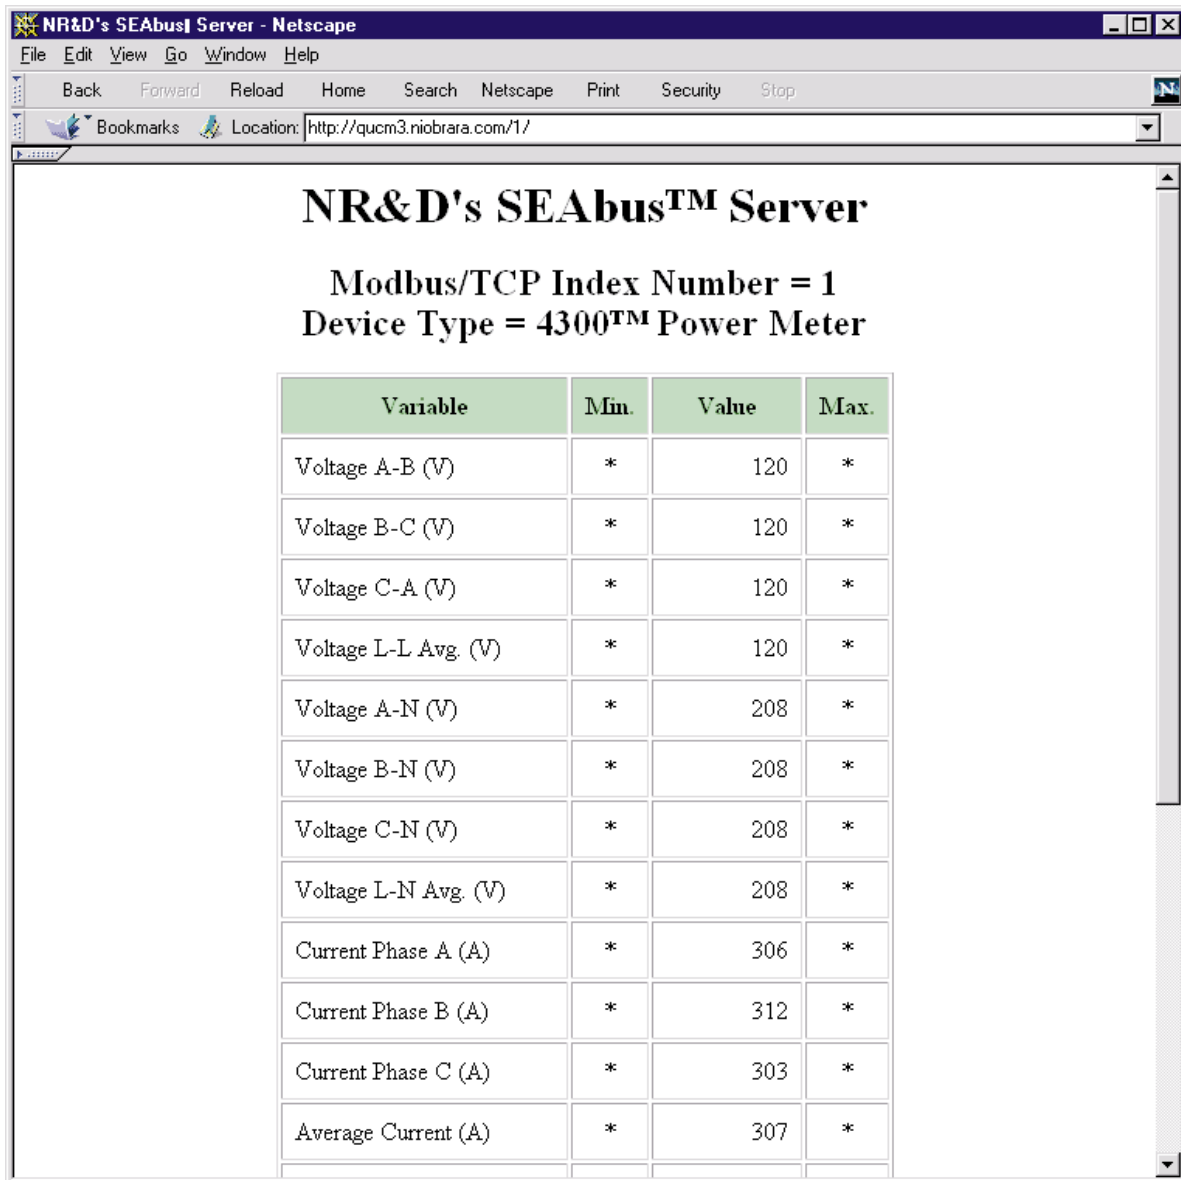 NR&D's SEAbus| Server - Netscape
File Edit View Go Window Help
Back Forward Reload Home Search Netscape Print Security Stop
Bookmarks Location: http://qucm3.niobrara.com/1/
NR&D's SEAbus™ Server
Modbus/TCP Index Number = 1
Device Type = 4300™ Power Meter
Variable Min. Value Max.
Voltage A-B (V) * 120 *
Voltage B-C (V) * 120 *
Voltage C-A (V) * 120 *
Voltage L-L Avg. (V) * 120 *
Voltage A-N (V) * 208 *
Voltage B-N (V) * 208 *
Voltage C-N (V) * 208 *
Voltage L-N Avg. (V) * 208 *
Current Phase A (A) * 306 *
Current Phase B (A) * 312 *
Current Phase C (A) * 303 *
Average Current (A) * 307 *